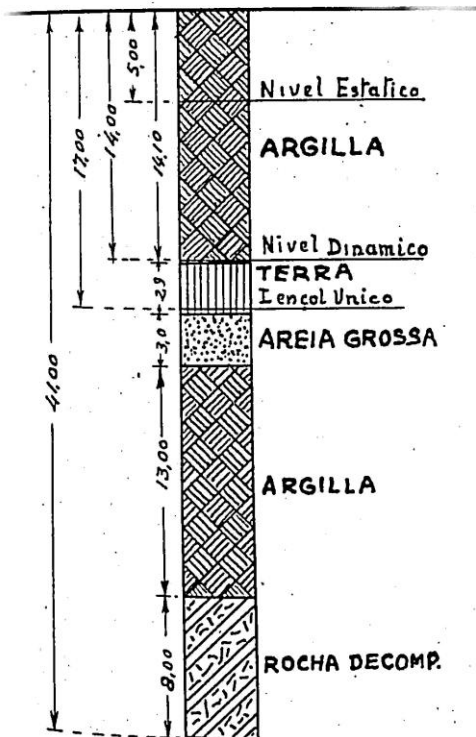 5,00
14,10
14,00
17,00
41,00
Nivel Estatico
ARGILLA
Nivel Dinamico
TERRA
2,9
Lencol Unico
3,0
AREIA GROSSA
13,00
ARGILLA
8,00
ROCHA DECOMP.